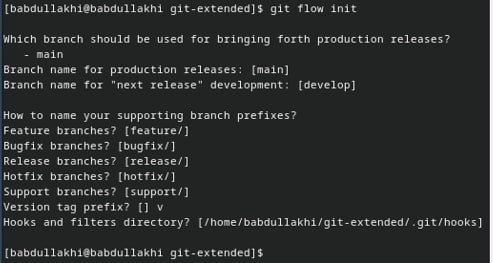 [babdullakhi@babdullakhi git-extended]$ git flow init
Which branch should be used for bringing forth production releases?
- main
Branch name for production releases: [main]
Branch name for "next release" development: [develop]
How to name your supporting branch prefixes?
Feature branches? [feature/]
Bugfix branches? [bugfix/]
Release branches? [release/]
Hotfix branches? [hotfix/]
Support branches? [support/]
Version tag prefix? [] v
Hooks and filters directory? [/home/babdullakhi/git-extended/.git/hooks]
[babdullakhi@babdullakhi git-extended]$